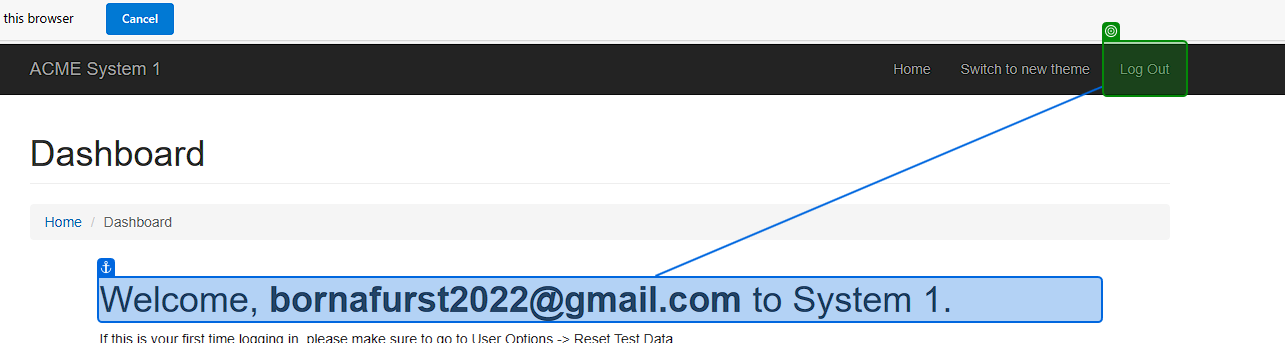 this browser Cancel
ACME System 1 Home Switch to new theme Log Out
Dashboard
Home / Dashboard
Welcome, bornafurst2022@gmail.com to System 1.
If this is your first time logging in, please make sure to go to User Options -> Reset Test Data